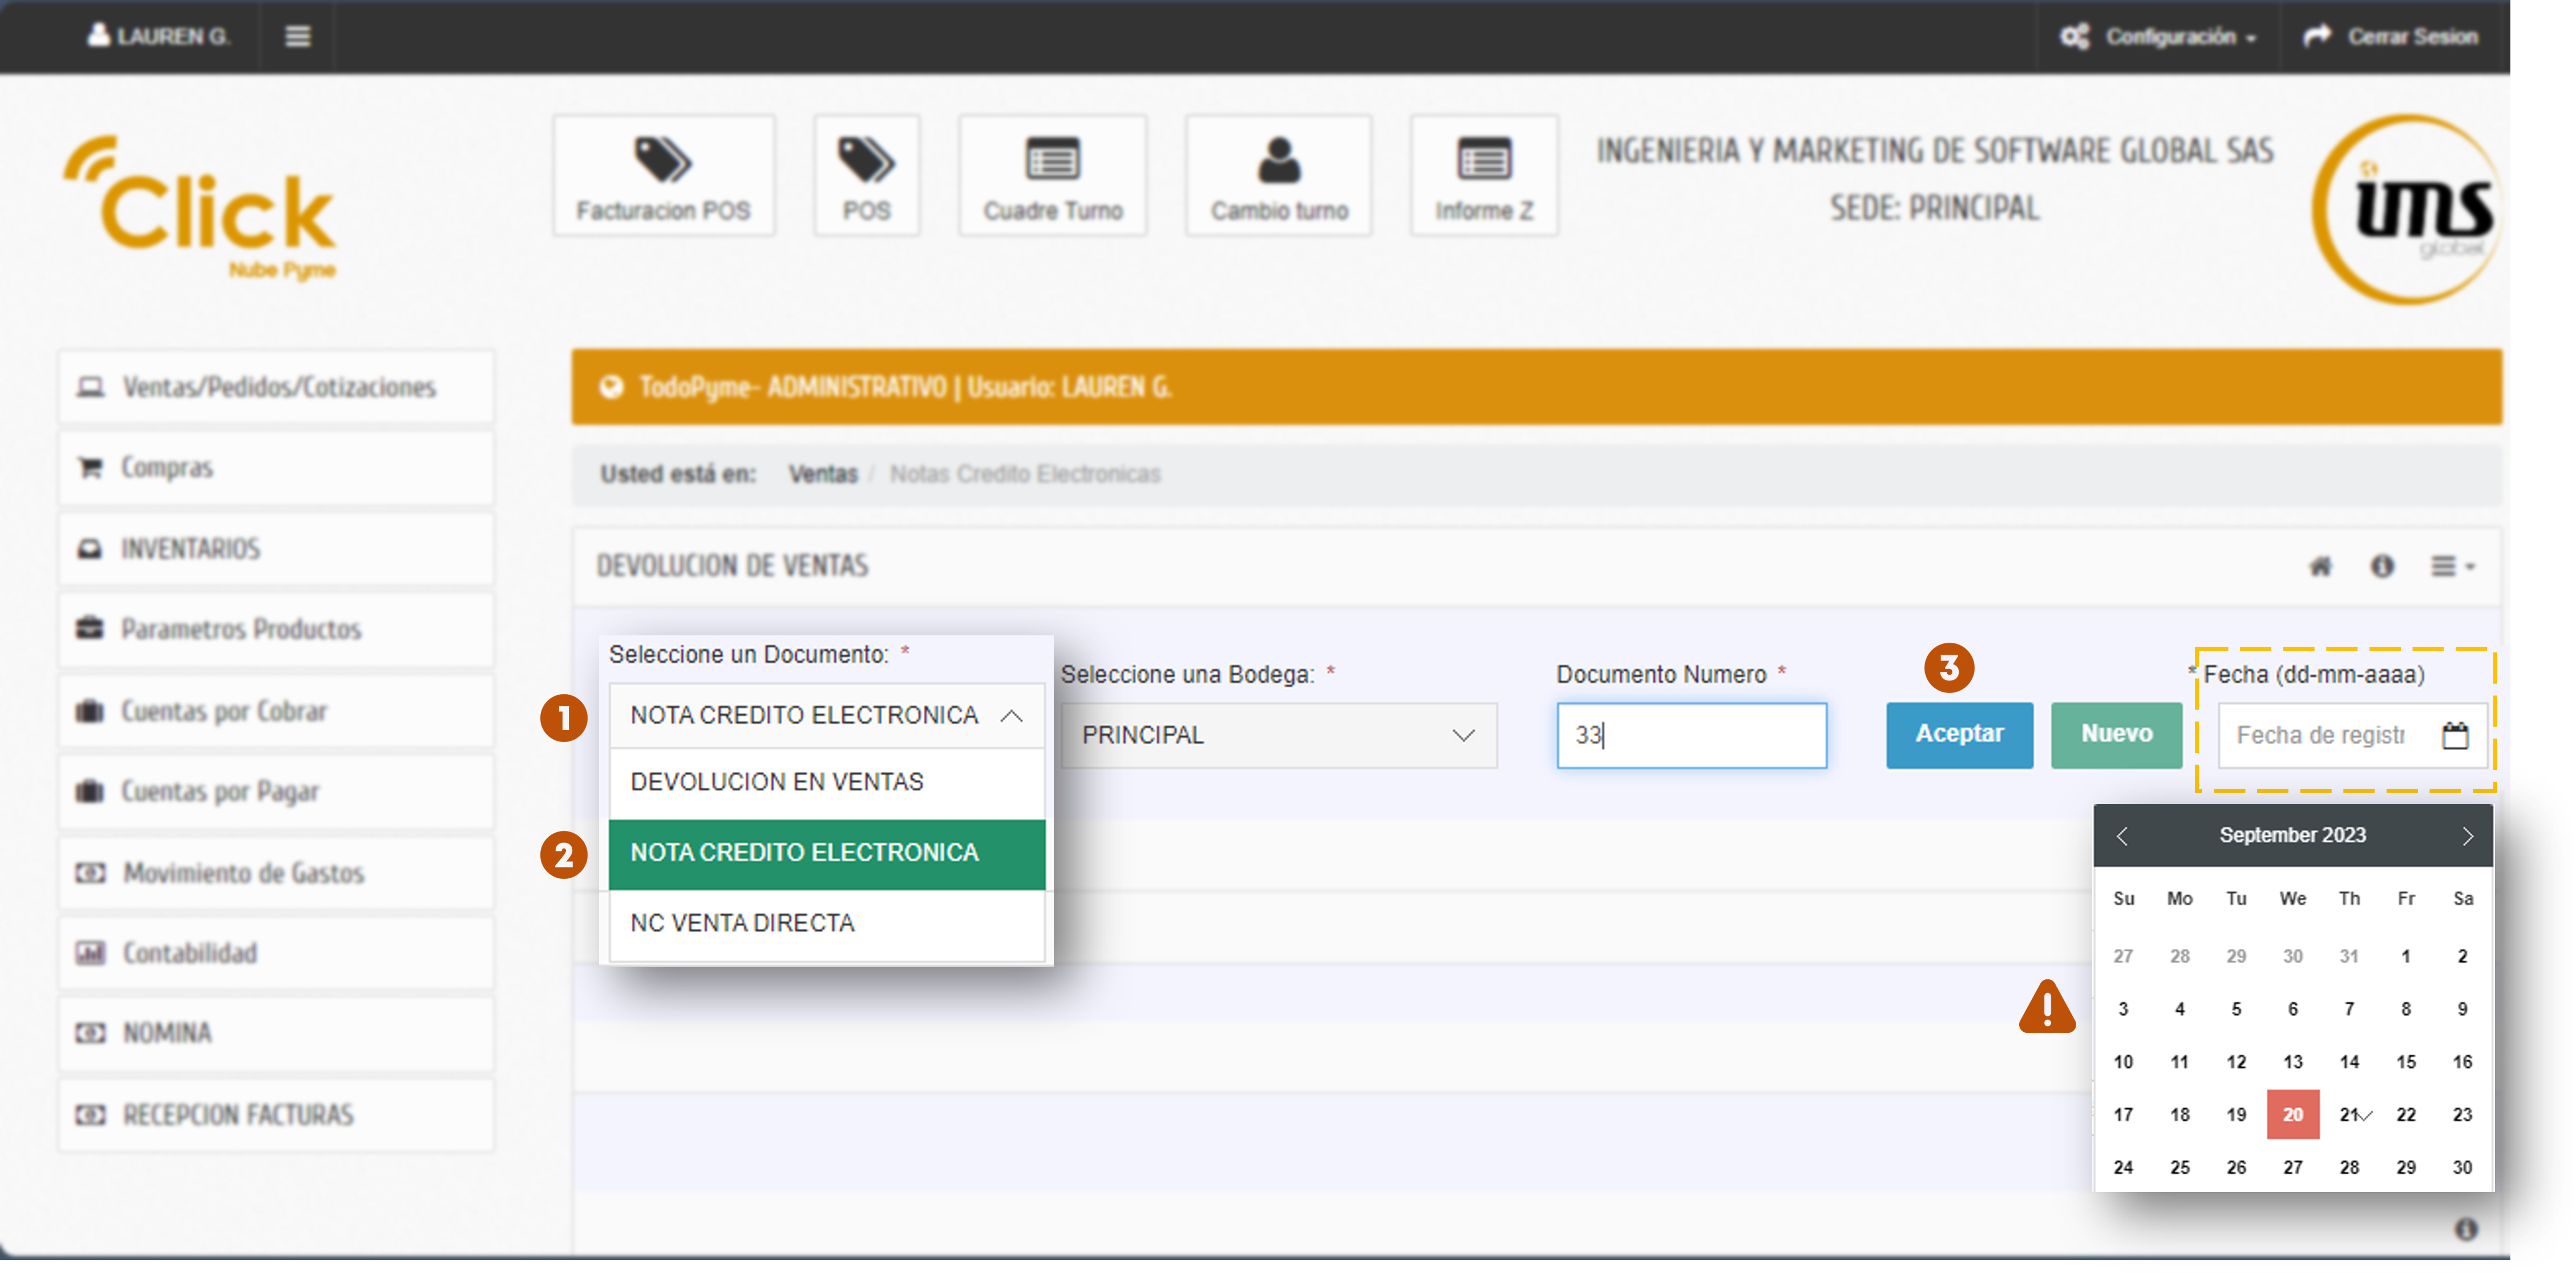 LAUREN G.
Configuración
Cerrar Sesion
Click
Nube Pyme
Facturacion POS
POS
Cuadre Turno
Cambio turno
Informe Z
INGENIERIA Y MARKETING DE SOFTWARE GLOBAL SAS
SEDE: PRINCIPAL
ims
global
Ventas/Pedidos/Cotizaciones
Compras
INVENTARIOS
Parametros Productos
Cuentas por Cobrar
Cuentas por Pagar
Movimiento de Gastos
Contabilidad
NOMINA
RECEPCION FACTURAS
TodoPyme- ADMINISTRATIVO | Usuario: LAUREN G.
Usted está en: Ventas / Notas Credito Electronicas
DEVOLUCION DE VENTAS
Seleccione un Documento: *
1
NOTA CREDITO ELECTRONICA
DEVOLUCION EN VENTAS
2
NOTA CREDITO ELECTRONICA
NC VENTA DIRECTA
Seleccione una Bodega: *
PRINCIPAL
Documento Numero *
33
3
Aceptar
Nuevo
* Fecha (dd-mm-aaaa)
Fecha de registr
September 2023
Su Mo Tu We Th Fr Sa
27 28 29 30 31 1 2
3 4 5 6 7 8 9
10 11 12 13 14 15 16
17 18 19 20 21 22 23
24 25 26 27 28 29 30